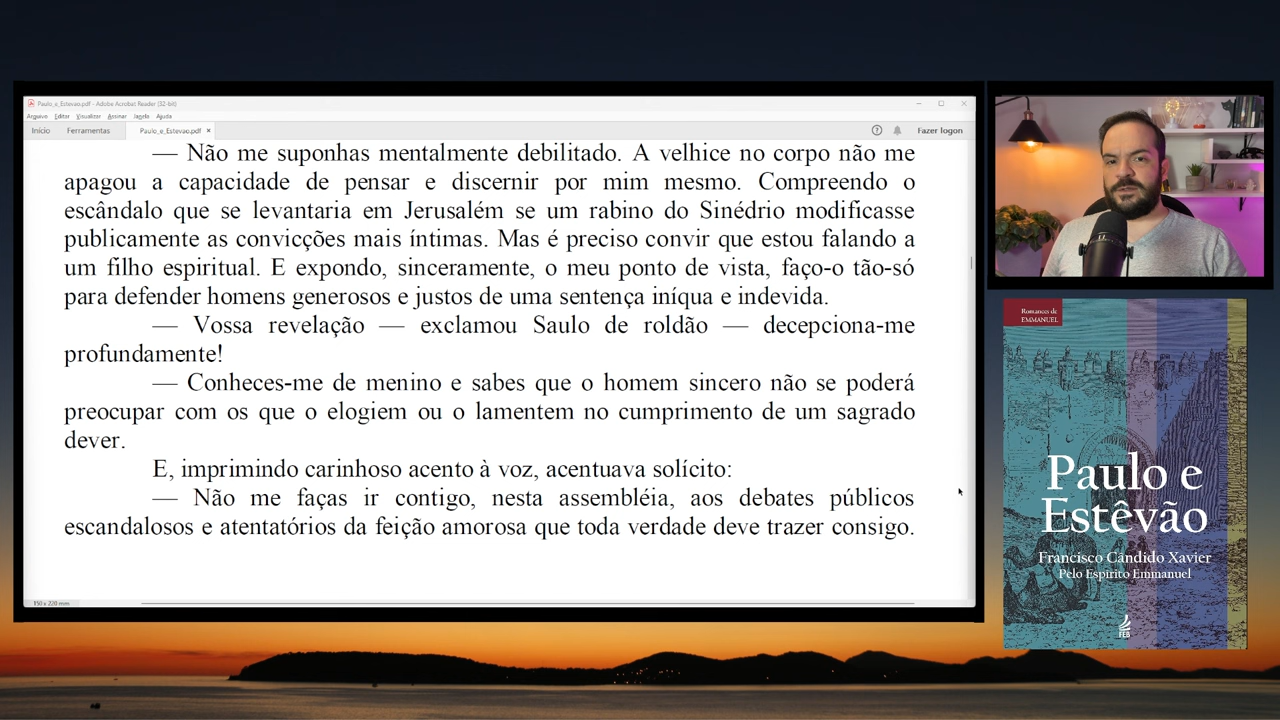 Paulo_e_Estevao.pdf - Adobe Acrobat Reader (32-bit)
Arquivo Editar Visualizar Assinar Janela Ajuda
Início Ferramentas Paulo_e_Estevao.pdf × Fazer logon
— Não me suponhas mentalmente debilitado. A velhice no corpo não me
apagou a capacidade de pensar e discernir por mim mesmo. Compreendo o
escândalo que se levantaria em Jerusalém se um rabino do Sinédrio modificasse
publicamente as convicções mais íntimas. Mas é preciso convir que estou falando a
um filho espiritual. E expondo, sinceramente, o meu ponto de vista, faço-o tão-só
para defender homens generosos e justos de uma sentença iníqua e indevida.
— Vossa revelação — exclamou Saulo de roldão — decepciona-me
profundamente!
— Conheces-me de menino e sabes que o homem sincero não se poderá
preocupar com os que o elogiem ou o lamentem no cumprimento de um sagrado
dever.
E, imprimindo carinhoso acento à voz, acentuava solícito:
— Não me faças ir contigo, nesta assembléia, aos debates públicos
escandalosos e atentatórios da feição amorosa que toda verdade deve trazer consigo.
150 x 220 mm
Romances de
EMMANUEL
Paulo e
Estêvão
Francisco Cândido Xavier
Pelo Espírito Emmanuel
FEB